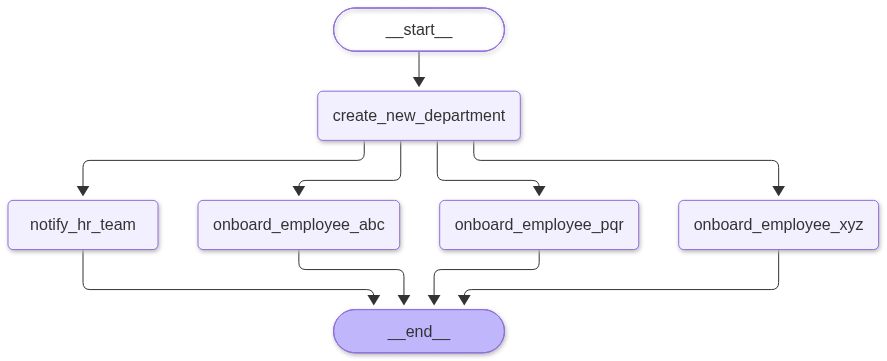 __start__
create_new_department
notify_hr_team
onboard_employee_abc
onboard_employee_pqr
onboard_employee_xyz
__end__